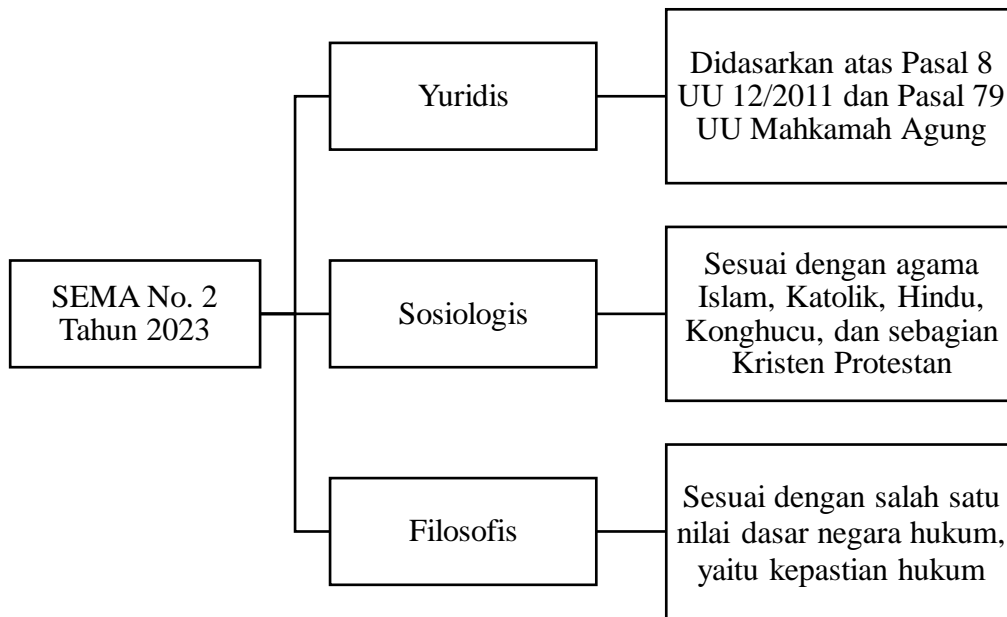 SEMA No. 2
Tahun 2023
Yuridis
Didasarkan atas Pasal 8
UU 12/2011 dan Pasal 79
UU Mahkamah Agung
Sosiologis
Sesuai dengan agama
Islam, Katolik, Hindu,
Konghucu, dan sebagian
Kristen Protestan
Filosofis
Sesuai dengan salah satu
nilai dasar negara hukum,
yaitu kepastian hukum